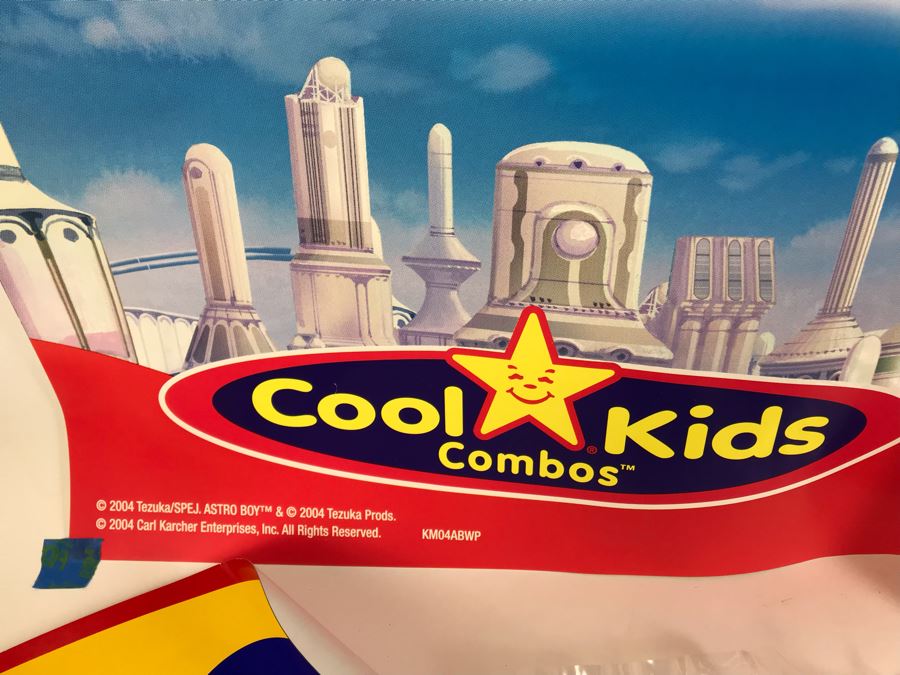 Cool Kids
Combos™
®
© 2004 Tezuka/SPEJ. ASTRO BOY™ & © 2004 Tezuka Prods.
© 2004 Carl Karcher Enterprises, Inc. All Rights Reserved. KM04ABWP